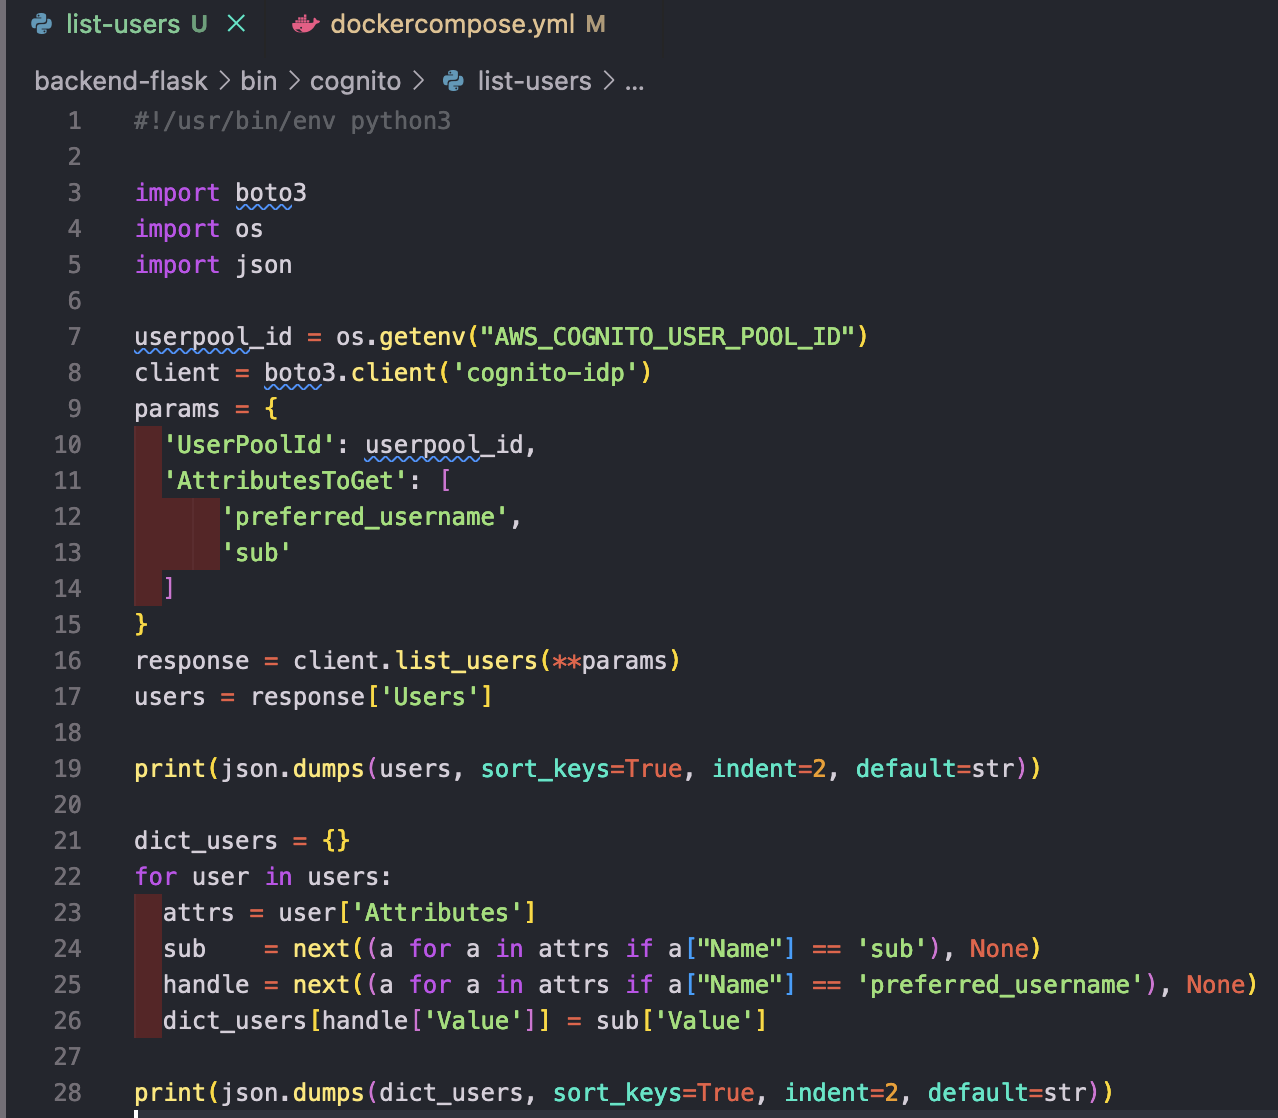 list-users U ×
dockercompose.yml M
backend-flask > bin > cognito > list-users > ...
1 #!/usr/bin/env python3
2
3 import boto3
4 import os
5 import json
6
7 userpool_id = os.getenv("AWS_COGNITO_USER_POOL_ID")
8 client = boto3.client('cognito-idp')
9 params = {
10   'UserPoolId': userpool_id,
11   'AttributesToGet': [
12       'preferred_username',
13       'sub'
14   ]
15 }
16 response = client.list_users(**params)
17 users = response['Users']
18
19 print(json.dumps(users, sort_keys=True, indent=2, default=str))
20
21 dict_users = {}
22 for user in users:
23   attrs = user['Attributes']
24   sub    = next((a for a in attrs if a["Name"] == 'sub'), None)
25   handle = next((a for a in attrs if a["Name"] == 'preferred_username'), None)
26   dict_users[handle['Value']] = sub['Value']
27
28 print(json.dumps(dict_users, sort_keys=True, indent=2, default=str))